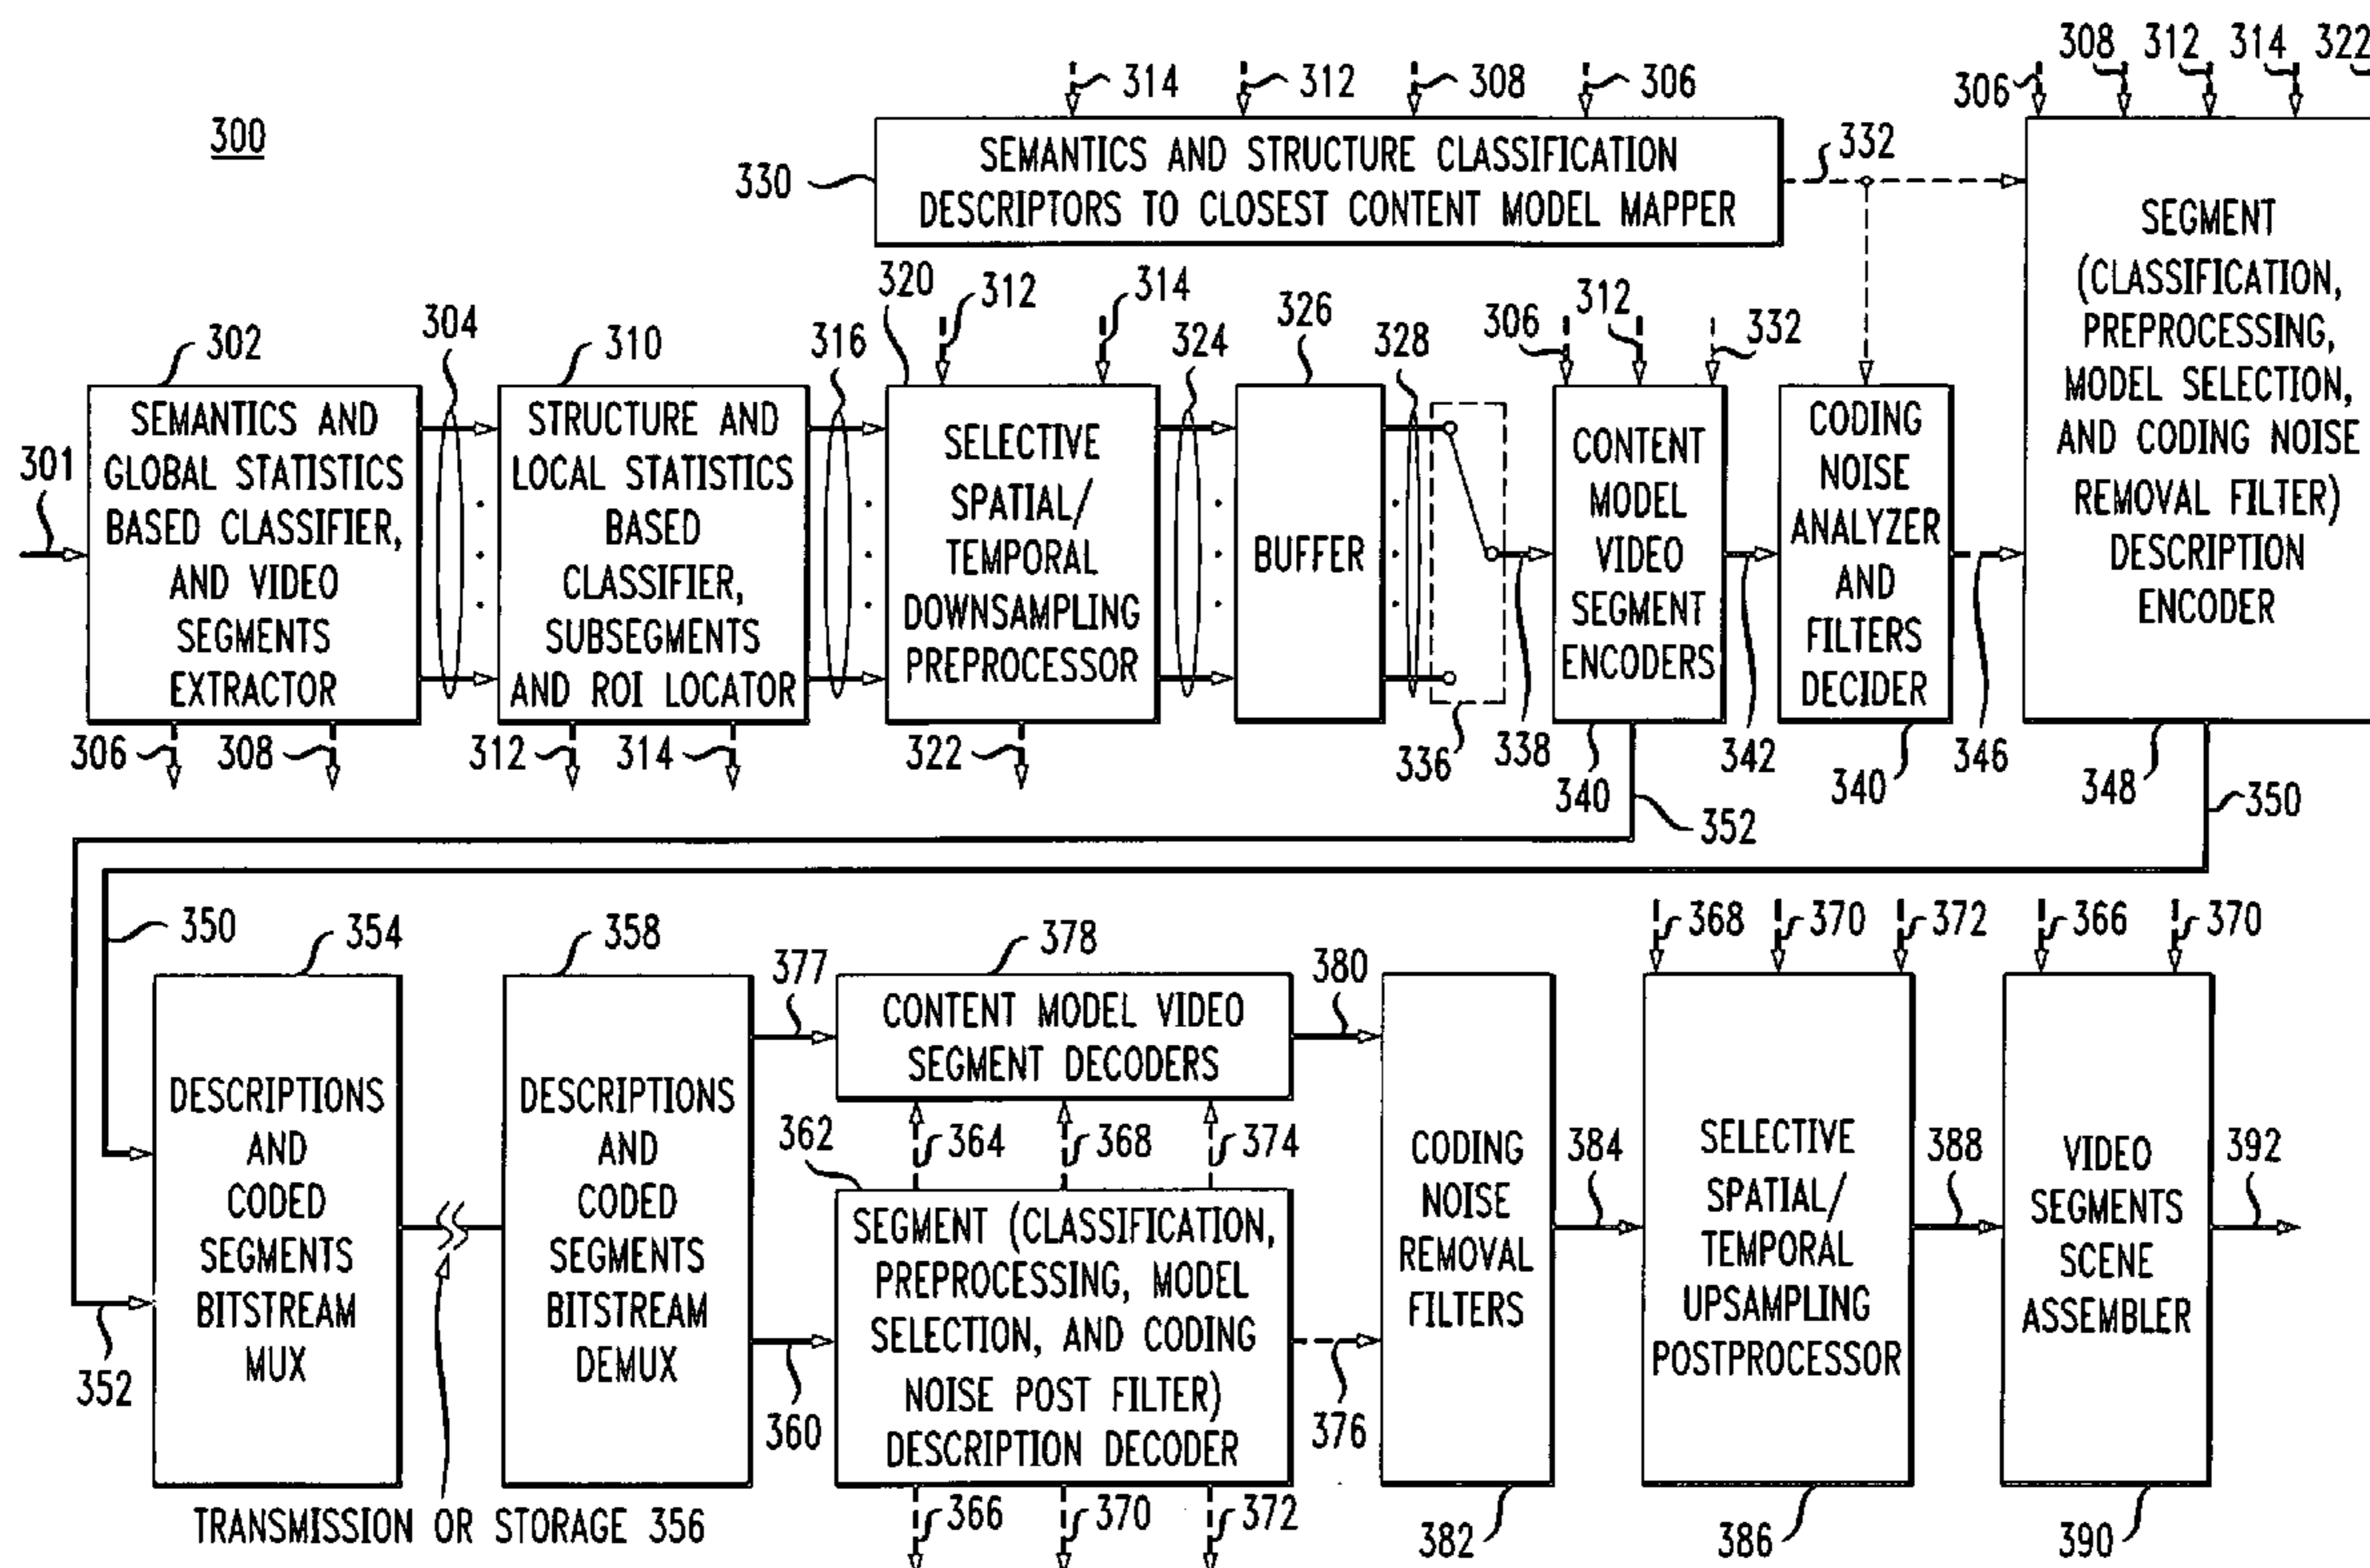 308 312 314 322
306
314 312 308 306
300
SEMANTICS AND STRUCTURE CLASSIFICATION
DESCRIPTORS TO CLOSEST CONTENT MODEL MAPPER
330
332
SEGMENT
(CLASSIFICATION,
PREPROCESSING,
MODEL SELECTION,
AND CODING NOISE
REMOVAL FILTER)
DESCRIPTION
ENCODER
302
304
310
316
320
312
314
324
326
328
306
312
332
301
SEMANTICS AND
GLOBAL STATISTICS
BASED CLASSIFIER,
AND VIDEO
SEGMENTS
EXTRACTOR
STRUCTURE AND
LOCAL STATISTICS
BASED
CLASSIFIER,
SUBSEGMENTS
AND ROI LOCATOR
SELECTIVE
SPATIAL/
TEMPORAL
DOWNSAMPLING
PREPROCESSOR
BUFFER
CONTENT
MODEL
VIDEO
SEGMENT
ENCODERS
CODING
NOISE
ANALYZER
AND
FILTERS
DECIDER
306
308
312
314
322
336
338
340
342
340
346
348
350
352
350
354
358
377
378
380
368
370
372
366
370
DESCRIPTIONS
AND
CODED
SEGMENTS
BITSTREAM
MUX
DESCRIPTIONS
AND
CODED
SEGMENTS
BITSTREAM
DEMUX
CONTENT MODEL VIDEO
SEGMENT DECODERS
362
364
368
374
SEGMENT (CLASSIFICATION,
PREPROCESSING, MODEL
SELECTION, AND CODING
NOISE POST FILTER)
DESCRIPTION DECODER
CODING
NOISE
REMOVAL
FILTERS
384
SELECTIVE
SPATIAL/
TEMPORAL
UPSAMPLING
POSTPROCESSOR
388
VIDEO
SEGMENTS
SCENE
ASSEMBLER
392
352
360
376
TRANSMISSION OR STORAGE 356
366
370
372
382
386
390